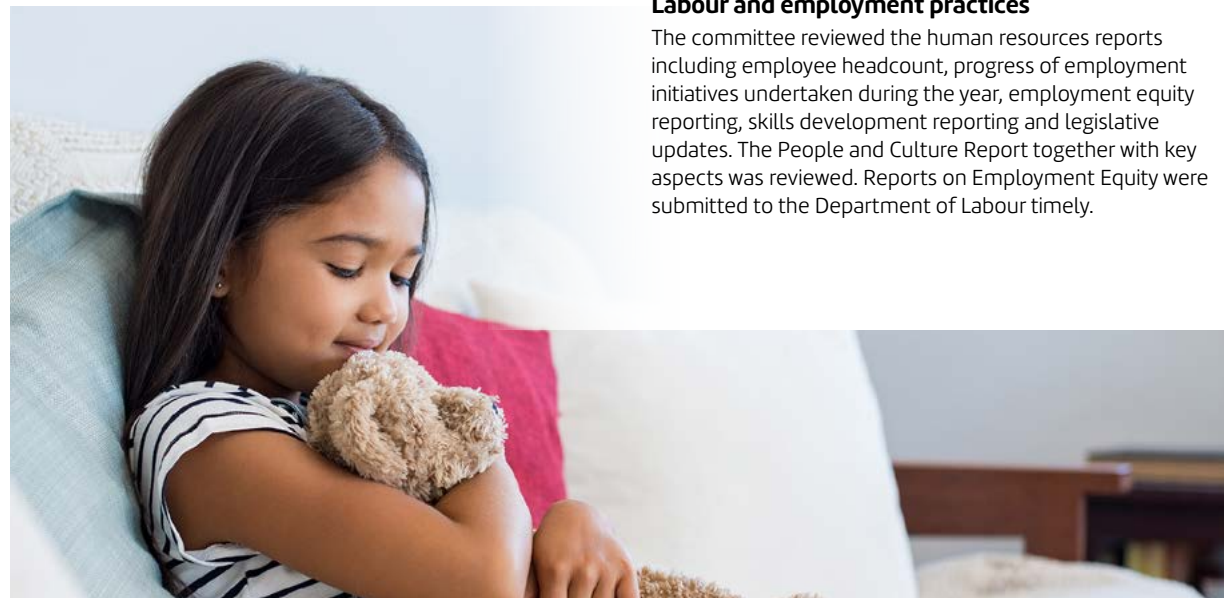 Labour and employment practices
The committee reviewed the human resources reports
including employee headcount, progress of employment
initiatives undertaken during the year, employment equity
reporting, skills development reporting and legislative
updates. The People and Culture Report together with key
aspects was reviewed. Reports on Employment Equity were
submitted to the Department of Labour timely.